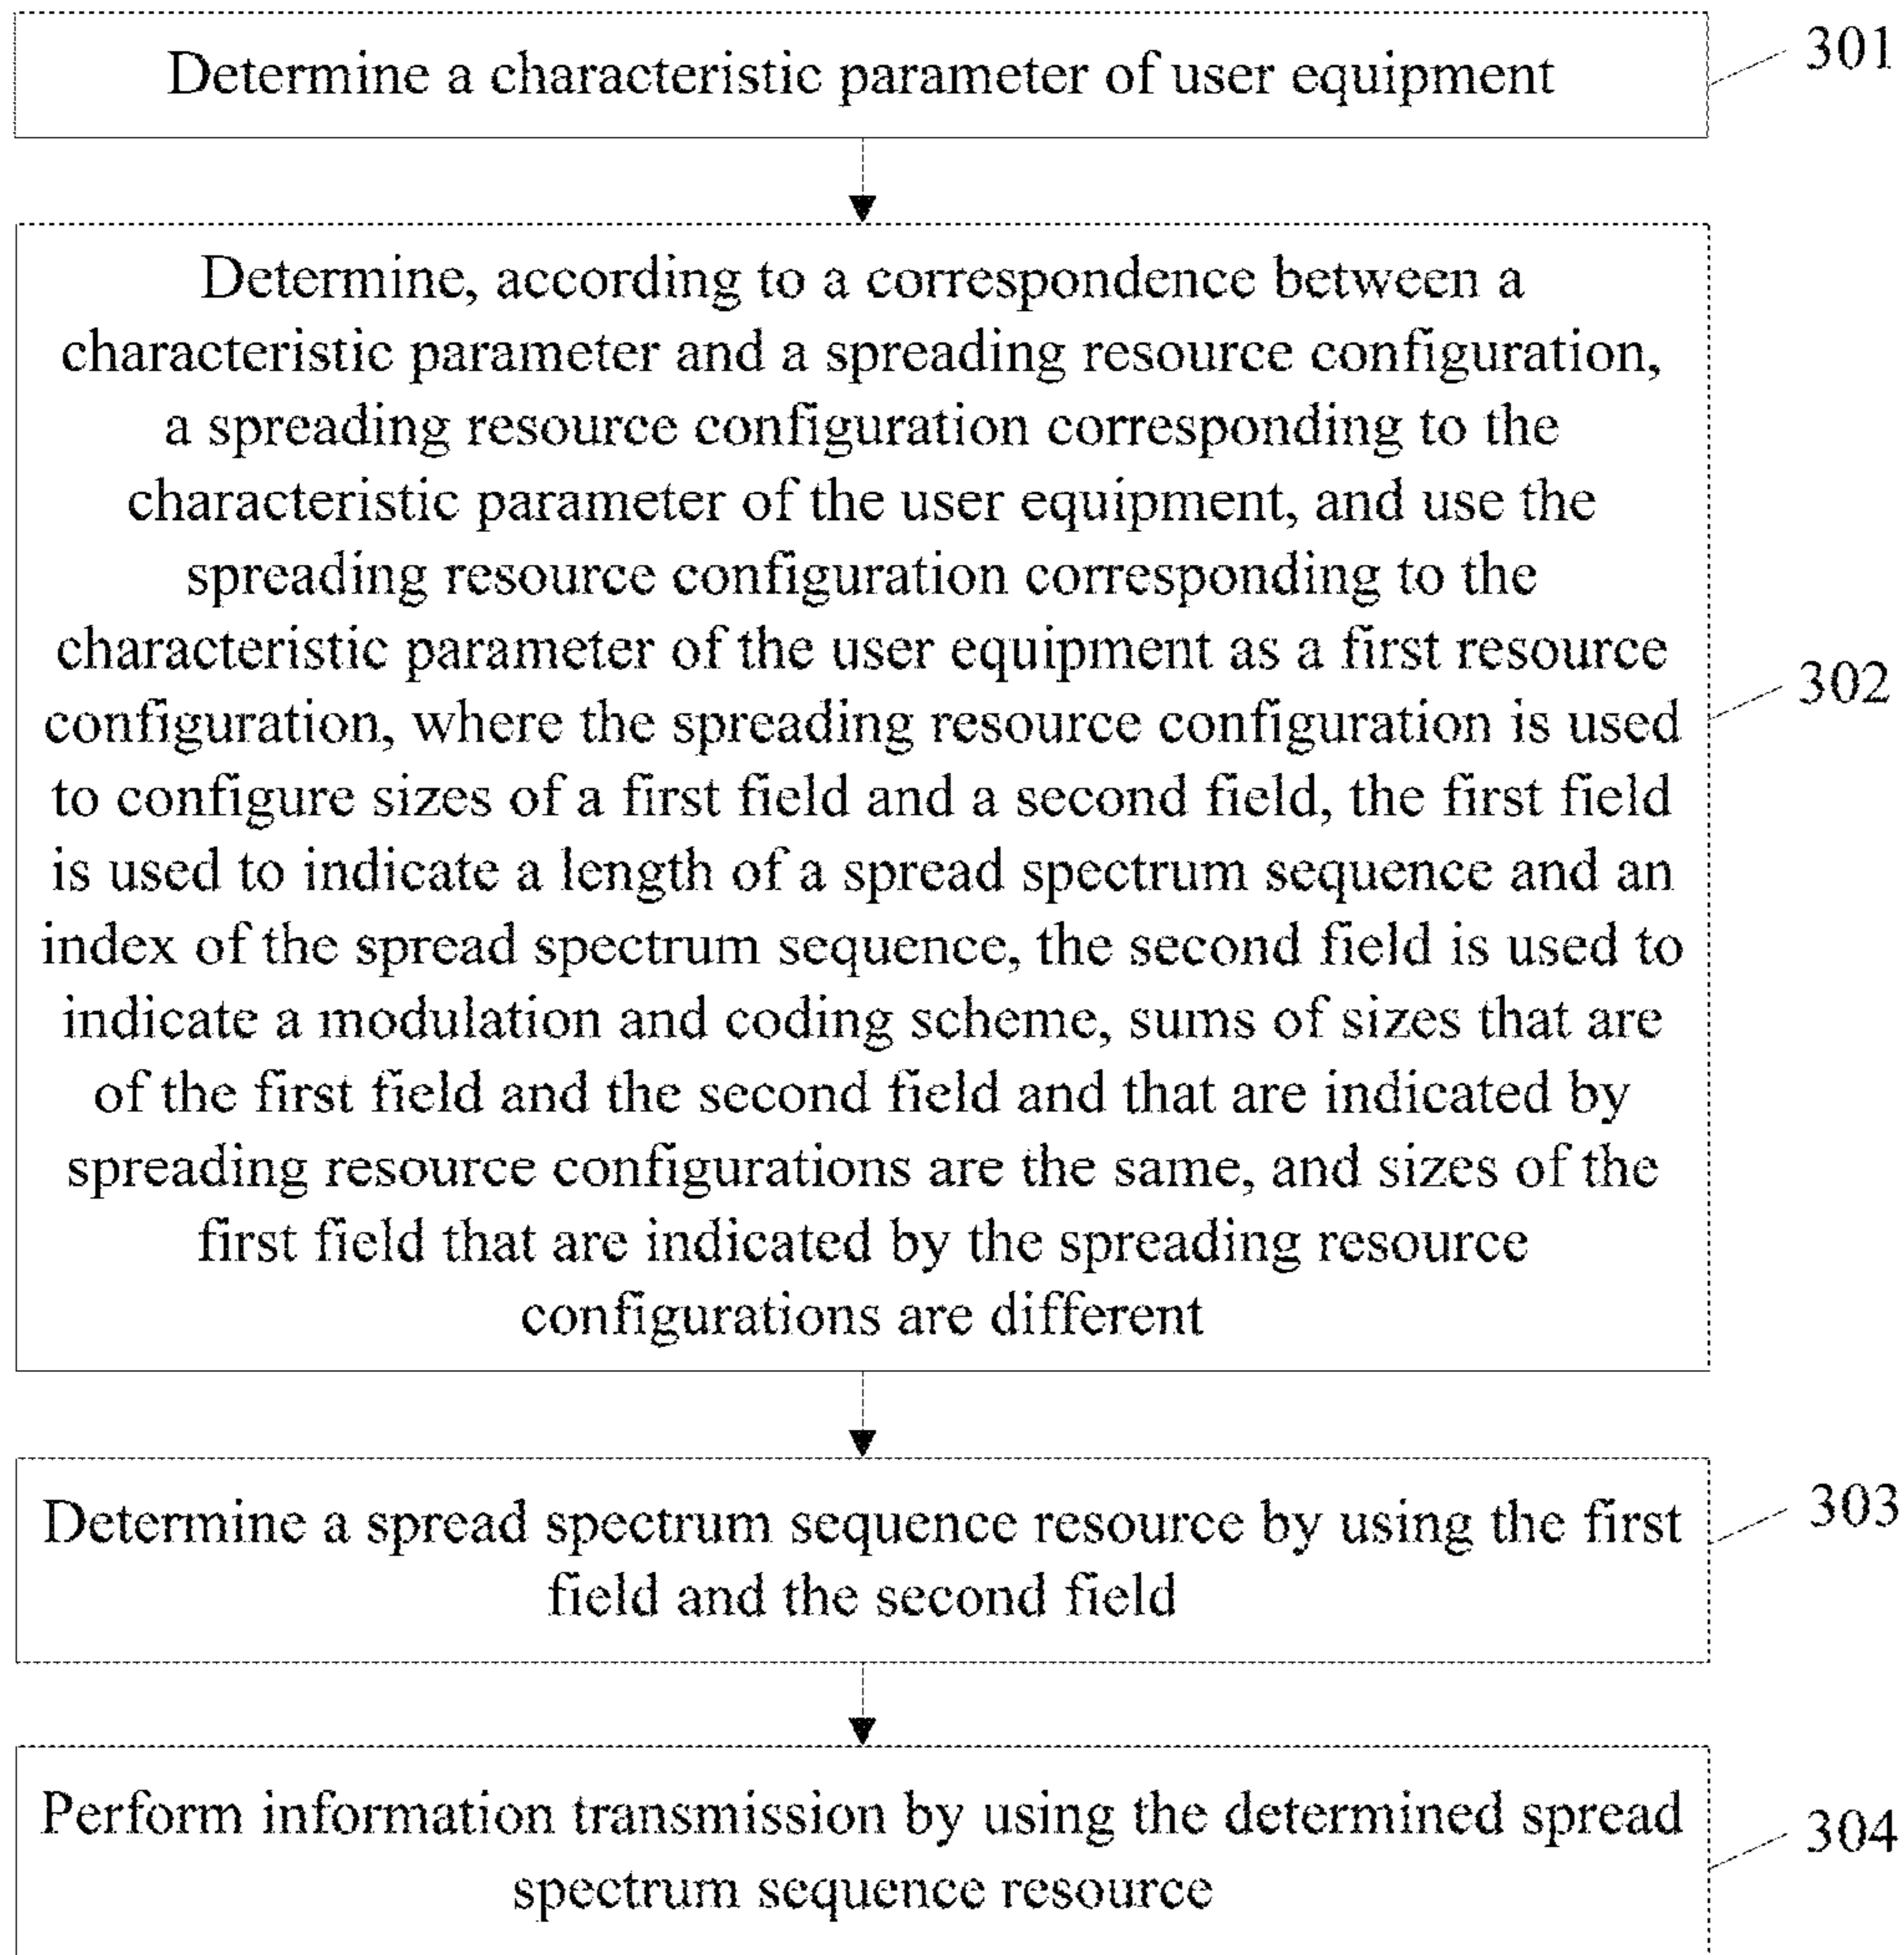 Determine a characteristic parameter of user equipment
301
Determine, according to a correspondence between a
characteristic parameter and a spreading resource configuration,
a spreading resource configuration corresponding to the
characteristic parameter of the user equipment, and use the
spreading resource configuration corresponding to the
characteristic parameter of the user equipment as a first resource
configuration, where the spreading resource configuration is used
to configure sizes of a first field and a second field, the first field
is used to indicate a length of a spread spectrum sequence and an
index of the spread spectrum sequence, the second field is used to
indicate a modulation and coding scheme, sums of sizes that are
of the first field and the second field and that are indicated by
spreading resource configurations are the same, and sizes of the
first field that are indicated by the spreading resource
configurations are different
302
Determine a spread spectrum sequence resource by using the first
field and the second field
303
Perform information transmission by using the determined spread
spectrum sequence resource
304